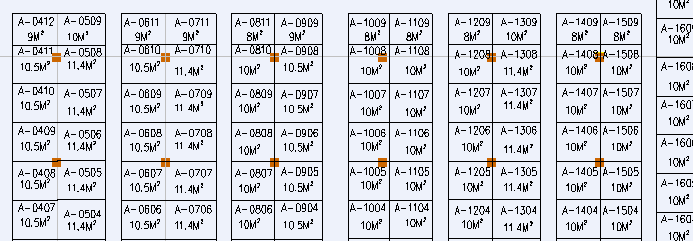 A-0412 A-0509 A-0611 A-0711 A-0811 A-0909 A-1009 A-1109 A-1209 A-1309 A-1409 A-1509
9M² 10M² 9M² 9M² 8M² 8M² 8M² 8M² 8M² 10M² 8M² 8M² 10M²
A-0411 A-0508 A-0610 A-0710 A-0810 A-0908 A-1008 A-1108 A-1208 A-1308 A-1408 A-1508
10.5M² 11.4M² 10.5M² 11.4M² 10M² 10.5M² 10M² 10M² 10M² 11.4M² 10M² 10M² 10M²
A-0410 A-0507 A-0609 A-0709 A-0809 A-0907 A-1007 A-1107 A-1207 A-1307 A-1407 A-1507
10.5M² 11.4M² 10.5M² 11.4M² 10M² 10.5M² 10M² 10M² 10M² 11.4M² 10M² 10M² 10M²
A-0409 A-0506 A-0608 A-0708 A-0808 A-0906 A-1006 A-1106 A-1206 A-1306 A-1406 A-1506
10.5M² 11.4M² 10.5M² 11.4M² 10M² 10.5M² 10M² 10M² 10M² 11.4M² 10M² 10M² 10M²
A-0408 A-0505 A-0607 A-0707 A-0807 A-0905 A-1005 A-1105 A-1205 A-1305 A-1405 A-1505
10.5M² 11.4M² 10.5M² 11.4M² 10M² 10.5M² 10M² 10M² 10M² 11.4M² 10M² 10M² 10M²
A-0407 A-0504 A-0606 A-0706 A-0806 A-0904 A-1004 A-1104 A-1204 A-1304 A-1404 A-1504
10.5M² 11.4M² 10.5M² 11.4M² 10M² 10.5M² 10M² 10M² 10M² 11.4M² 10M² 10M²